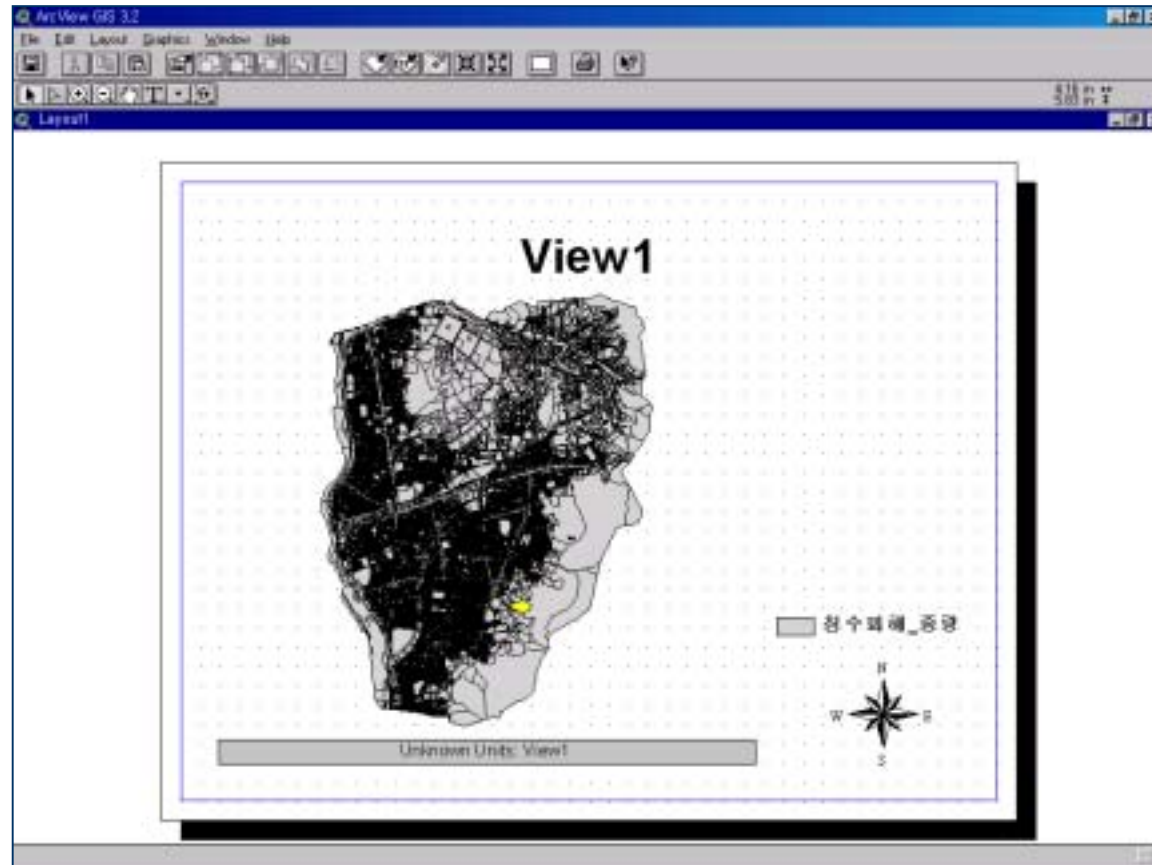 ArcView GIS 3.2
File Edit Layout Graphics Window Help
Layout1
View1
침수피해_중랑
N
W E
S
Unknown Units: View1